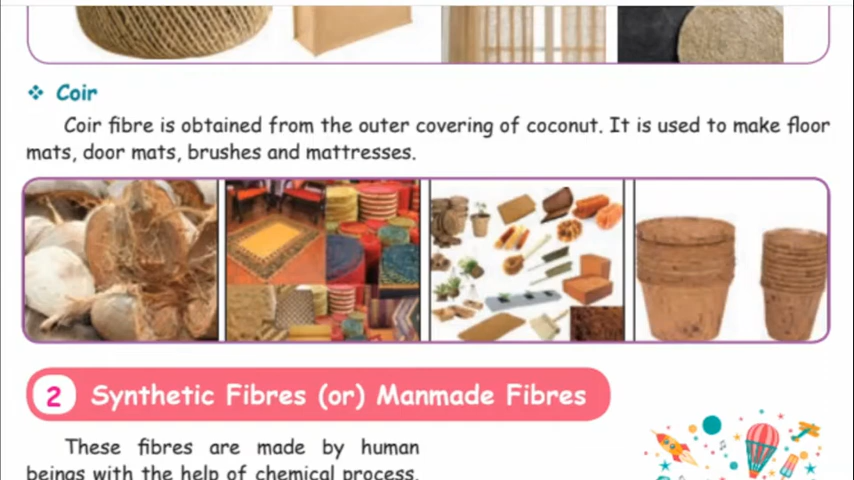 ❖ Coir
Coir fibre is obtained from the outer covering of coconut. It is used to make floor
mats, door mats, brushes and mattresses.
2 Synthetic Fibres (or) Manmade Fibres
These fibres are made by human
beings with the help of chemical process.